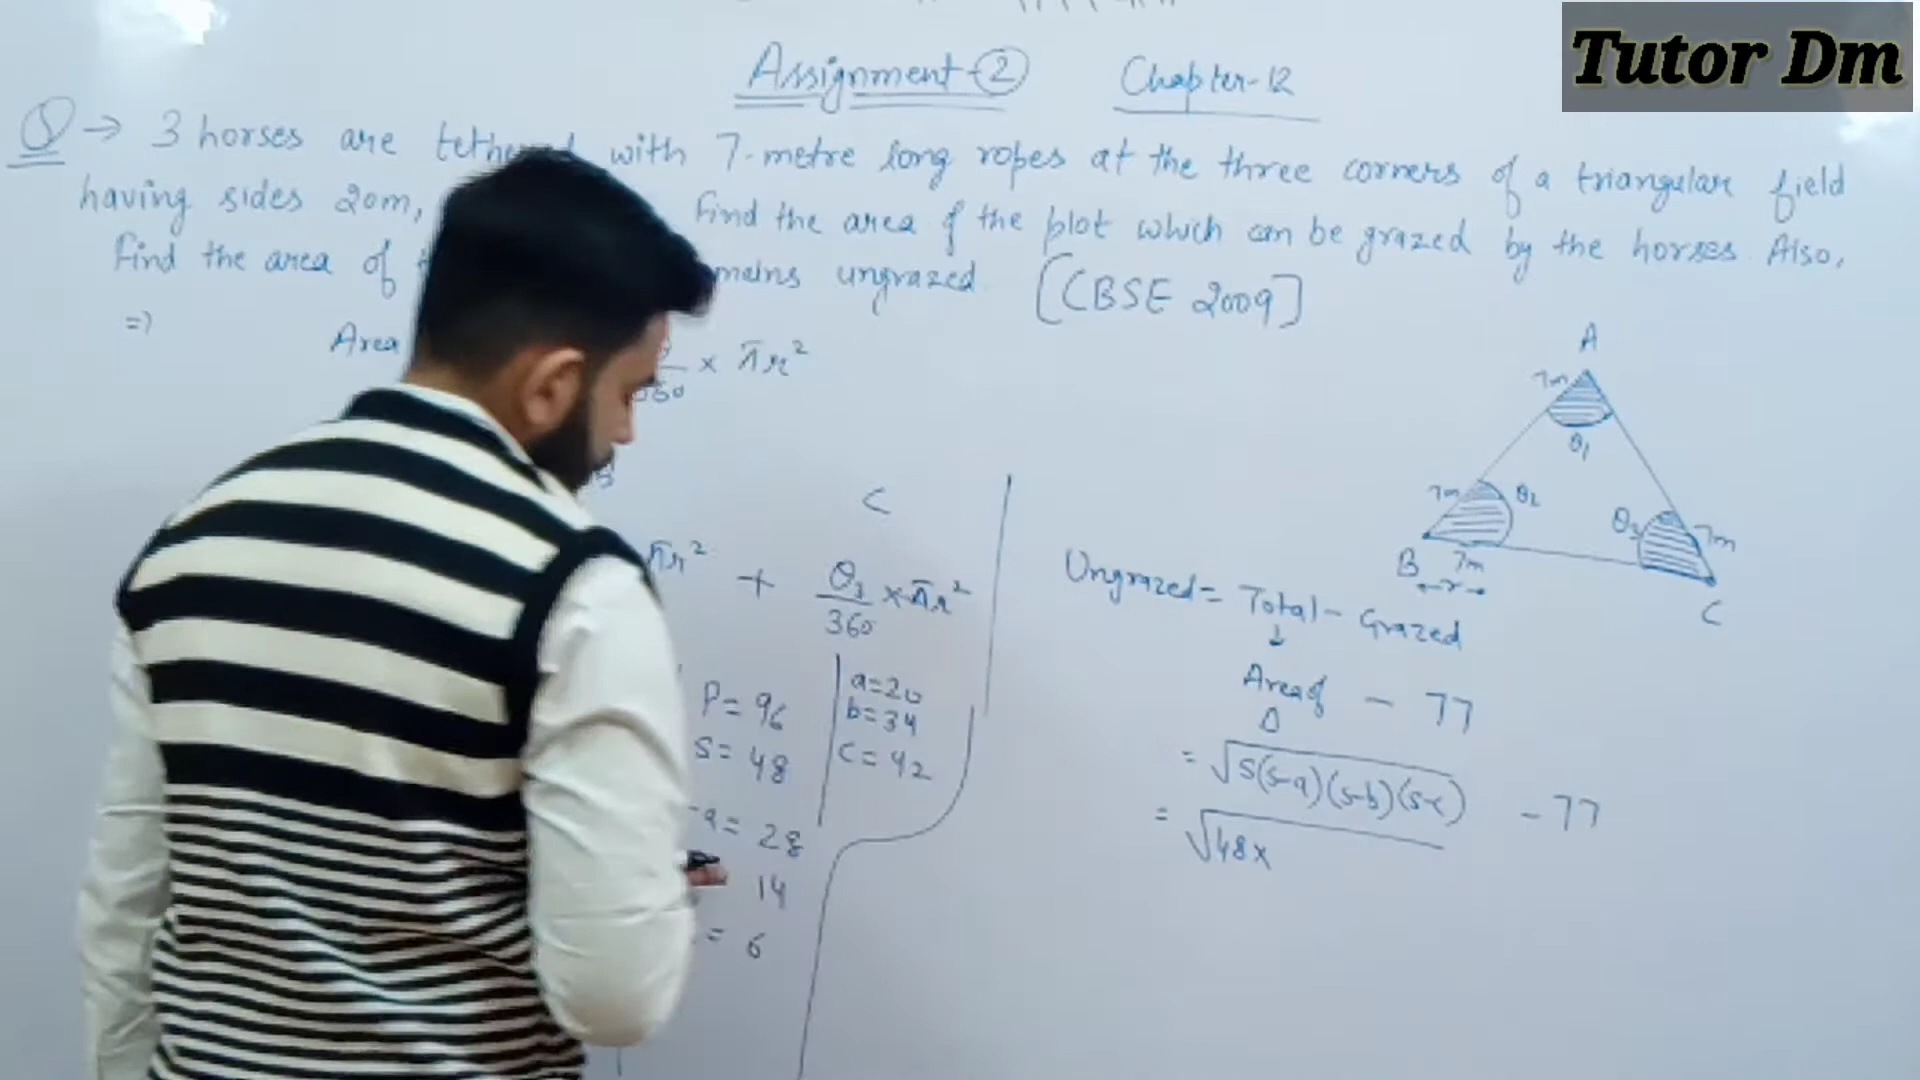 Tutor Dm
Assignment-2 Chapter-12
Q → 3 horses are tethered with 7-metre long ropes at the three corners of a triangular field
having sides 20m, Find the area of the plot which can be grazed by the horses. Also,
find the area of ungrazed. [CBSE 2009]
=> Area × πr²
C
πr² + θ3/360 × πr²
P = 96
S = 48
a = 28
14
= 6
a = 20
b = 34
c = 42
A
7m
θ1
7m θ2
θ3 7m
B 7m
r
C
Ungrazed = Total - Grazed
↓
Area of Δ - 77
= √s(s-a)(s-b)(s-c) - 77
= √48×